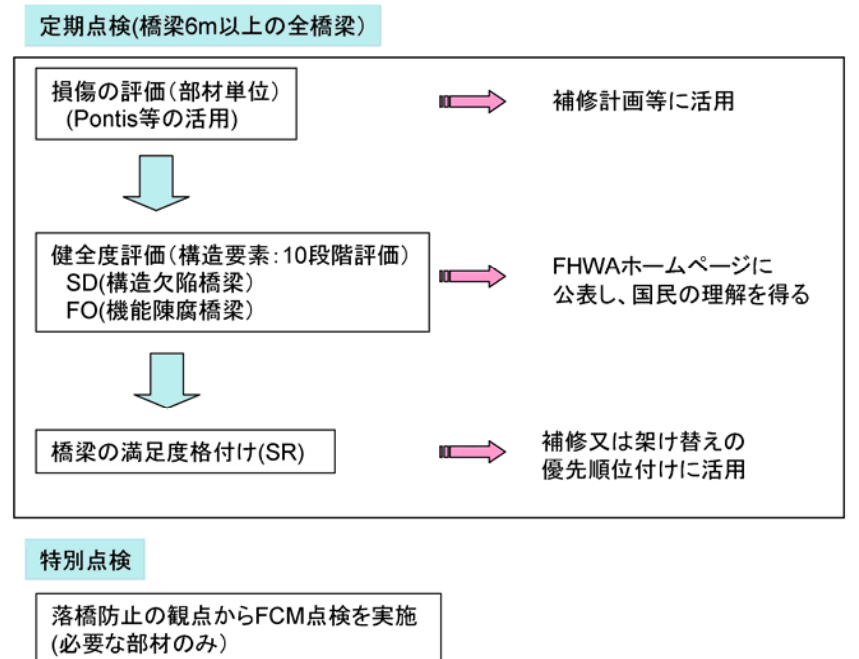 定期点検(橋梁6m以上の全橋梁）
損傷の評価（部材単位）
(Pontis等の活用)
補修計画等に活用
健全度評価（構造要素：10段階評価）
SD(構造欠陥橋梁）
FO(機能陳腐橋梁）
FHWAホームページに
公表し、国民の理解を得る
橋梁の満足度格付け(SR)
補修又は架け替えの
優先順位付けに活用
特別点検
落橋防止の観点からFCM点検を実施
(必要な部材のみ）